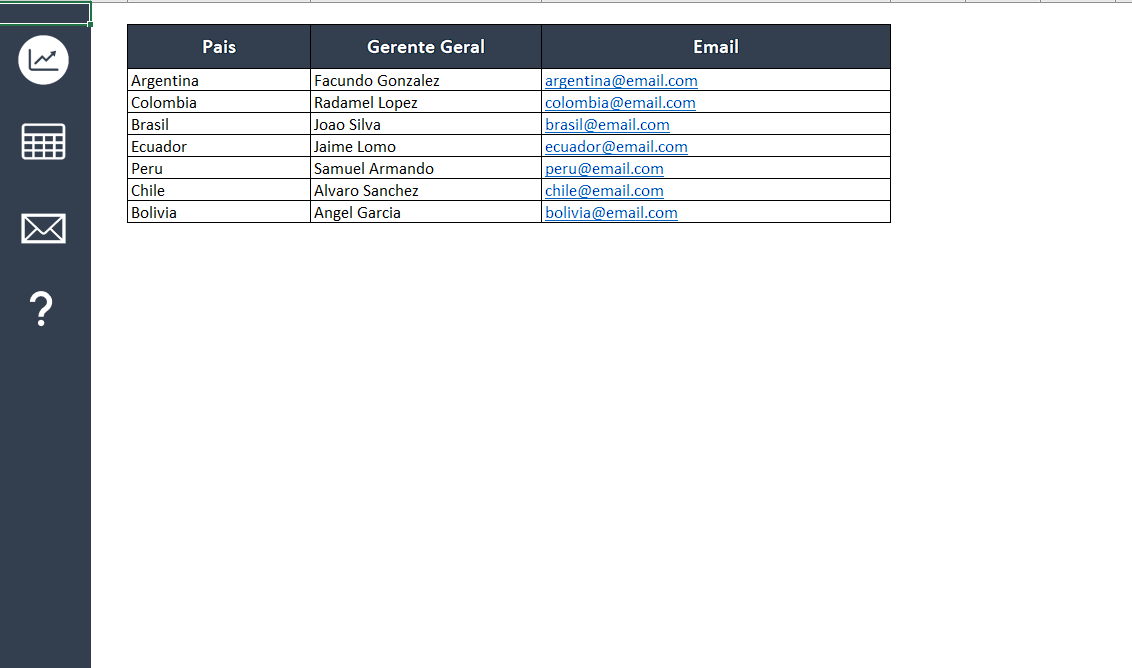 Pais Gerente Geral Email
Argentina Facundo Gonzalez argentina@email.com
Colombia Radamel Lopez colombia@email.com
Brasil Joao Silva brasil@email.com
Ecuador Jaime Lomo ecuador@email.com
Peru Samuel Armando peru@email.com
Chile Alvaro Sanchez chile@email.com
Bolivia Angel Garcia bolivia@email.com
?